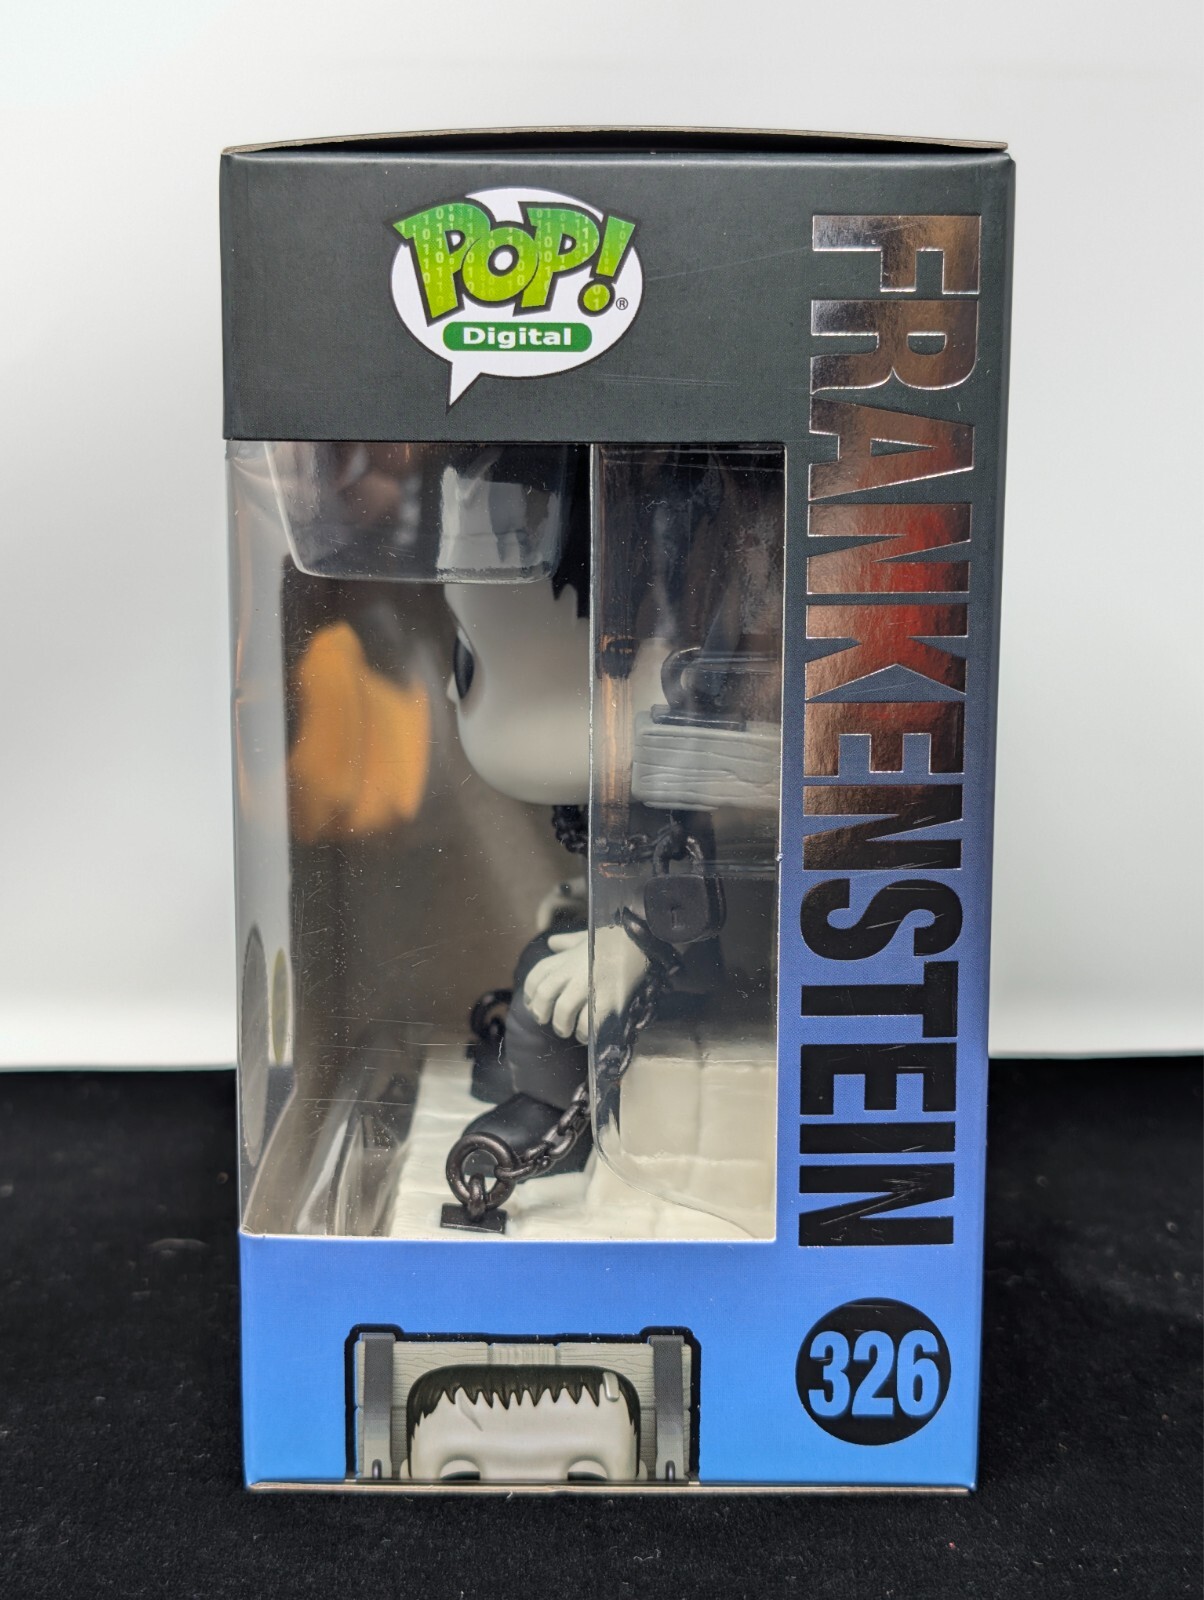 POP!®
Digital
FRANKENSTEIN
326